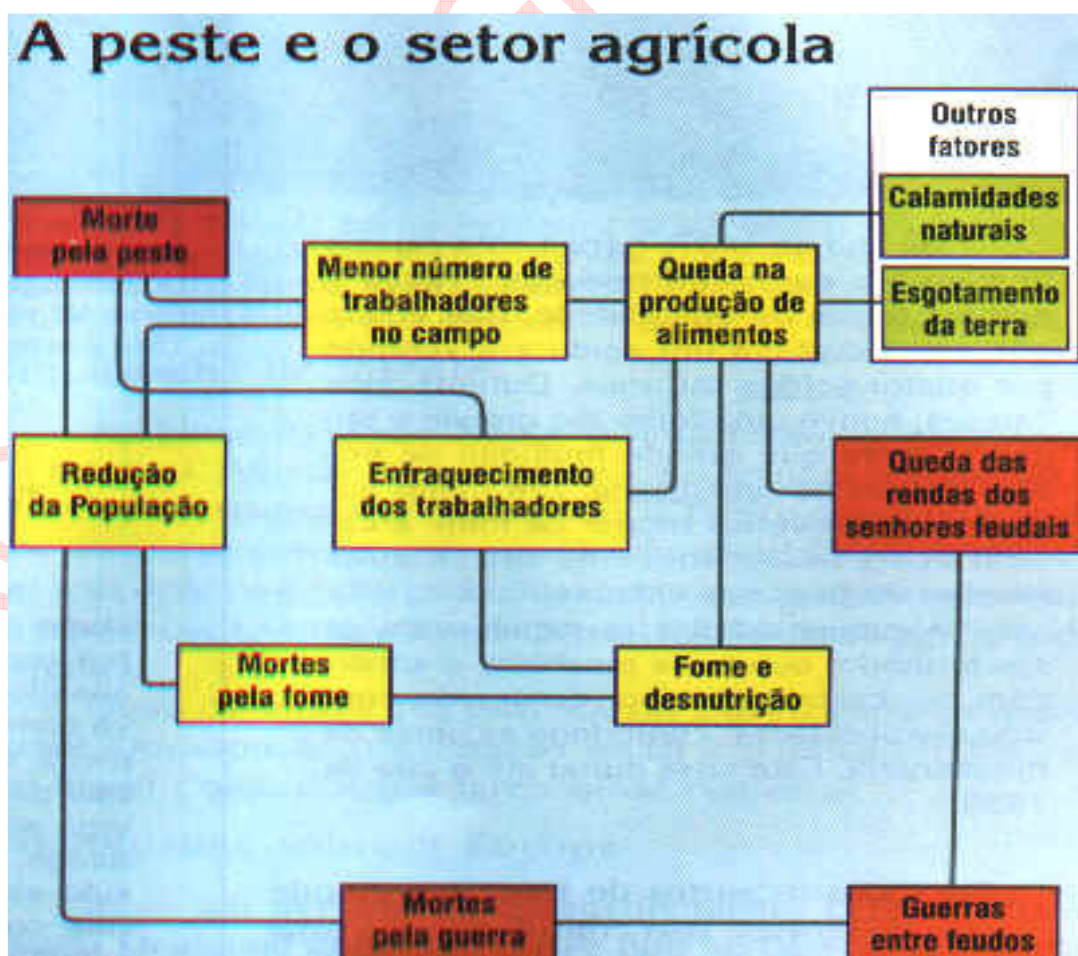 A peste e o setor agrícola
Outros
fatores
Calamidades
naturais
Esgotamento
da terra
Morte
pela peste
Menor número de
trabalhadores
no campo
Queda na
produção de
alimentos
Redução
da População
Enfraquecimento
dos trabalhadores
Queda das
rendas dos
senhores feudais
Mortes
pela fome
Fome e
desnutrição
Mortes
pela guerra
Guerras
entre feudos